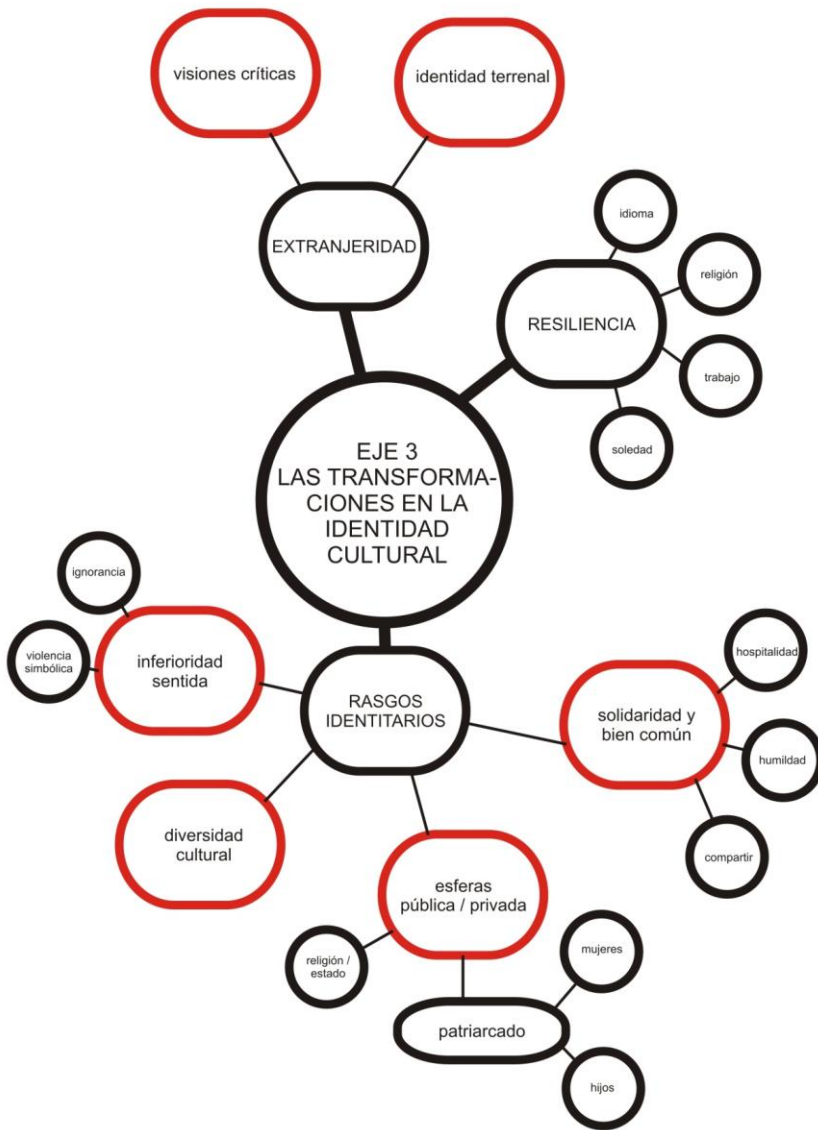 visiones críticas
identidad terrenal
EXTRANJERIDAD
idioma
religión
RESILIENCIA
trabajo
soledad
EJE 3
LAS TRANSFORMA-
CIONES EN LA
IDENTIDAD
CULTURAL
ignorancia
violencia
simbólica
inferioridad
sentida
RASGOS
IDENTITARIOS
hospitalidad
solidaridad y
bien común
humildad
compartir
diversidad
cultural
esferas
pública / privada
religión /
estado
mujeres
patriarcado
hijos